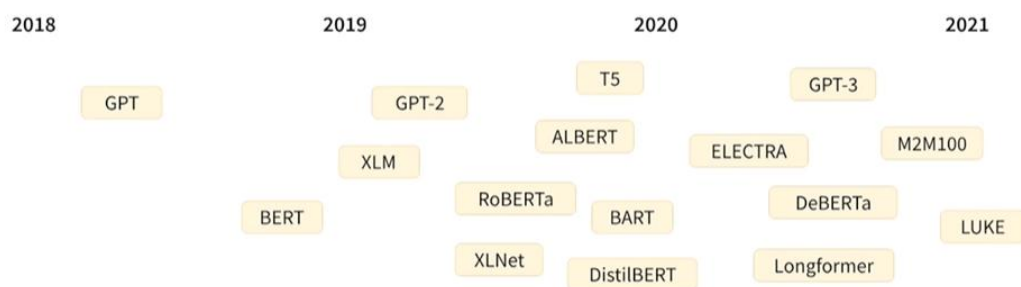 2018 2019 2020 2021
T5
GPT-3
GPT GPT-2
ALBERT M2M100
ELECTRA
XLM
RoBERTa DeBERTa
BERT BART
LUKE
XLNet Longformer
DistilBERT